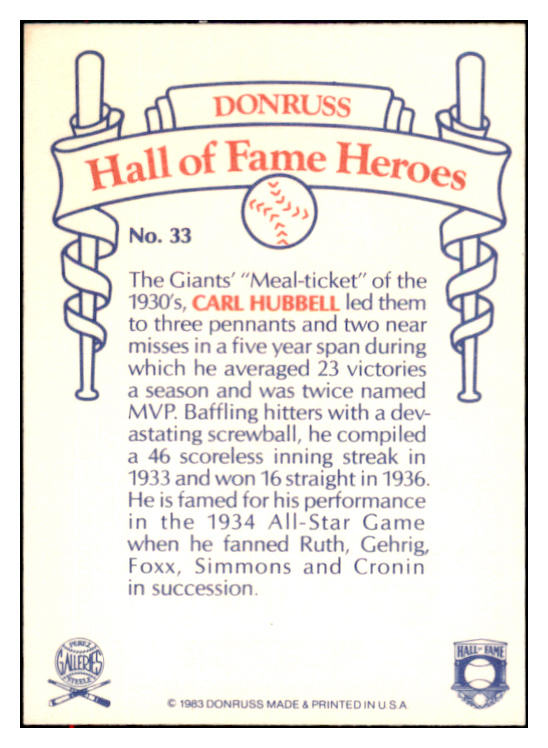 DONRUSS
Hall of Fame Heroes
No. 33
The Giants' "Meal-ticket" of the
1930's, CARL HUBBELL led them
to three pennants and two near
misses in a five year span during
which he averaged 23 victories
a season and was twice named
MVP. Baffling hitters with a dev-
astating screwball, he compiled
a 46 scoreless inning streak in
1933 and won 16 straight in 1936.
He is famed for his performance
in the 1934 All-Star Game
when he fanned Ruth, Gehrig,
Foxx, Simmons and Cronin
in succession.
PEREZ
GALLERIES
STEELE
HALL OF FAME
© 1983 DONRUSS MADE & PRINTED IN U.S.A.